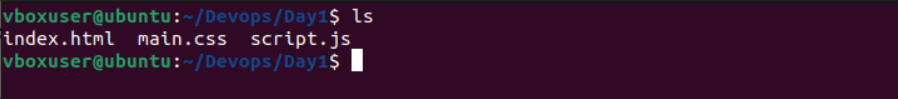 vboxuser@ubuntu:~/Devops/Day1$ ls
index.html  main.css  script.js
vboxuser@ubuntu:~/Devops/Day1$